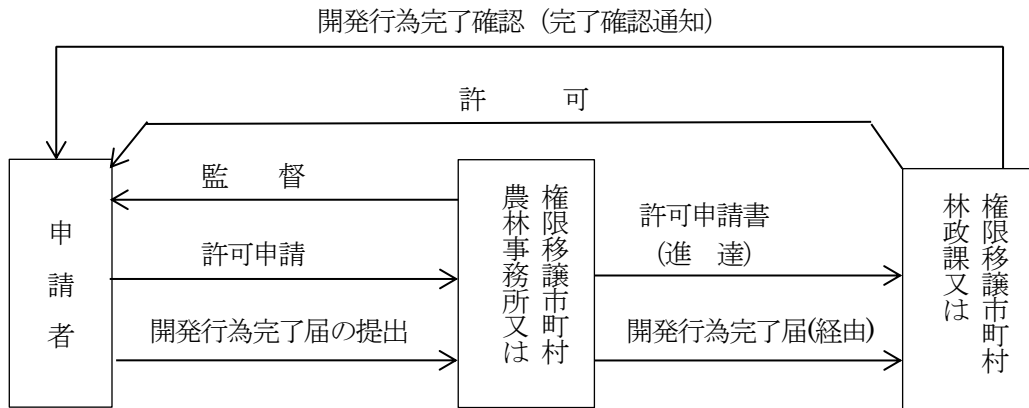 開発行為完了確認（完了確認通知）
許　可
監　督
申請者
許可申請
開発行為完了届の提出
農林事務所又は
権限移譲市町村
許可申請書
（進　達）
開発行為完了届(経由)
林政課又は
権限移譲市町村